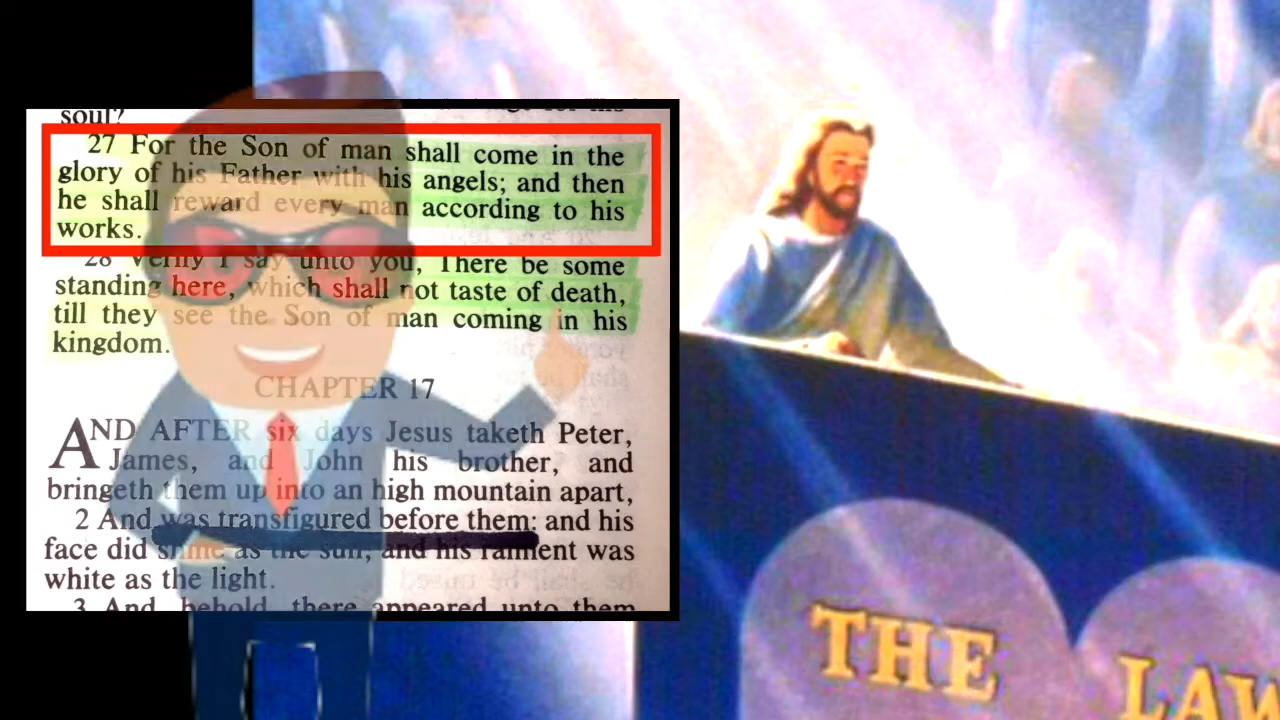 soul?
27 For the Son of man shall come in the
glory of his Father with his angels; and then
he shall reward every man according to his
works.
28 Verily I say unto you, There be some
standing here, which shall not taste of death,
till they see the Son of man coming in his
kingdom.
CHAPTER 17
AND AFTER six days Jesus taketh Peter,
James, and John his brother, and
bringeth them up into an high mountain apart,
2 And was transfigured before them: and his
face did shine as the sun, and his raiment was
white as the light.
3 And, behold, there appeared unto them
THE LAW